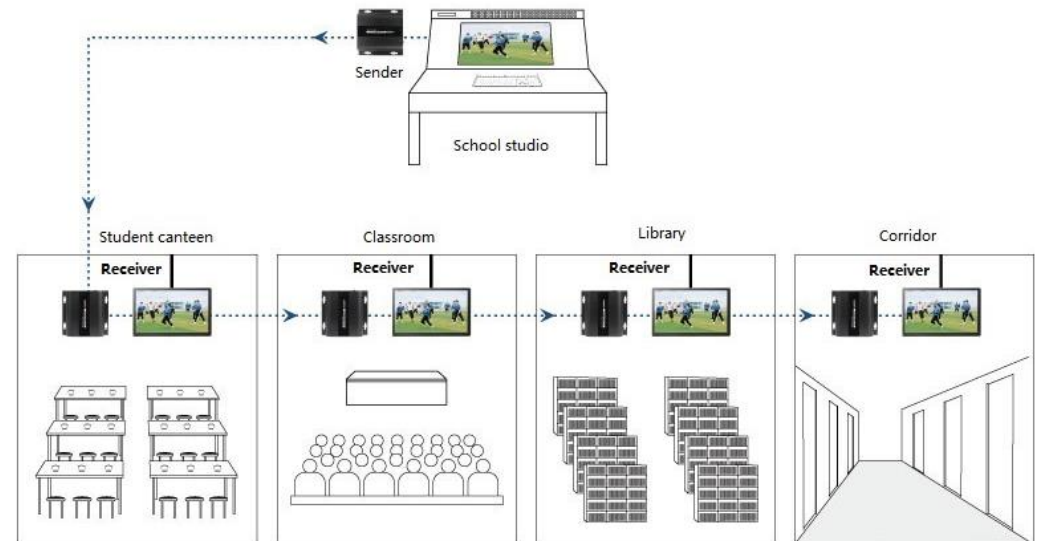 Sender
School studio
Student canteen
Classroom
Library
Corridor
Receiver
Receiver
Receiver
Receiver